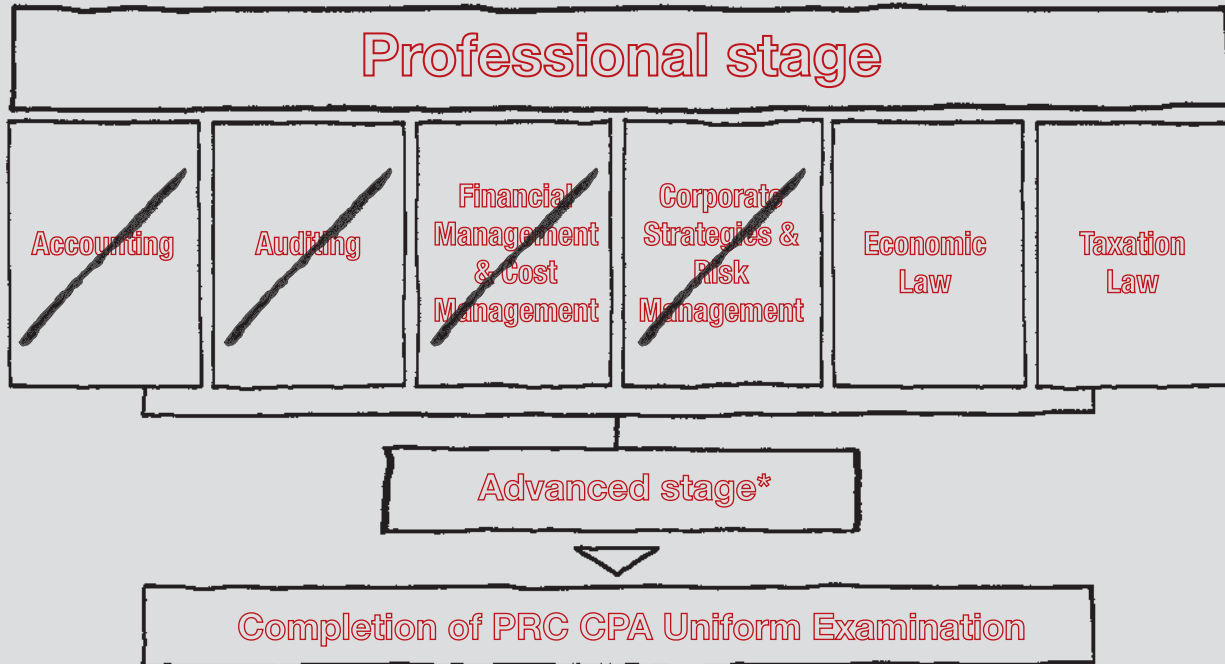 Professional stage
Accounting
Auditing
Financial
Management
& Cost
Management
Corporate
Strategies &
Risk
Management
Economic
Law
Taxation
Law
Advanced stage*
Completion of PRC CPA Uniform Examination